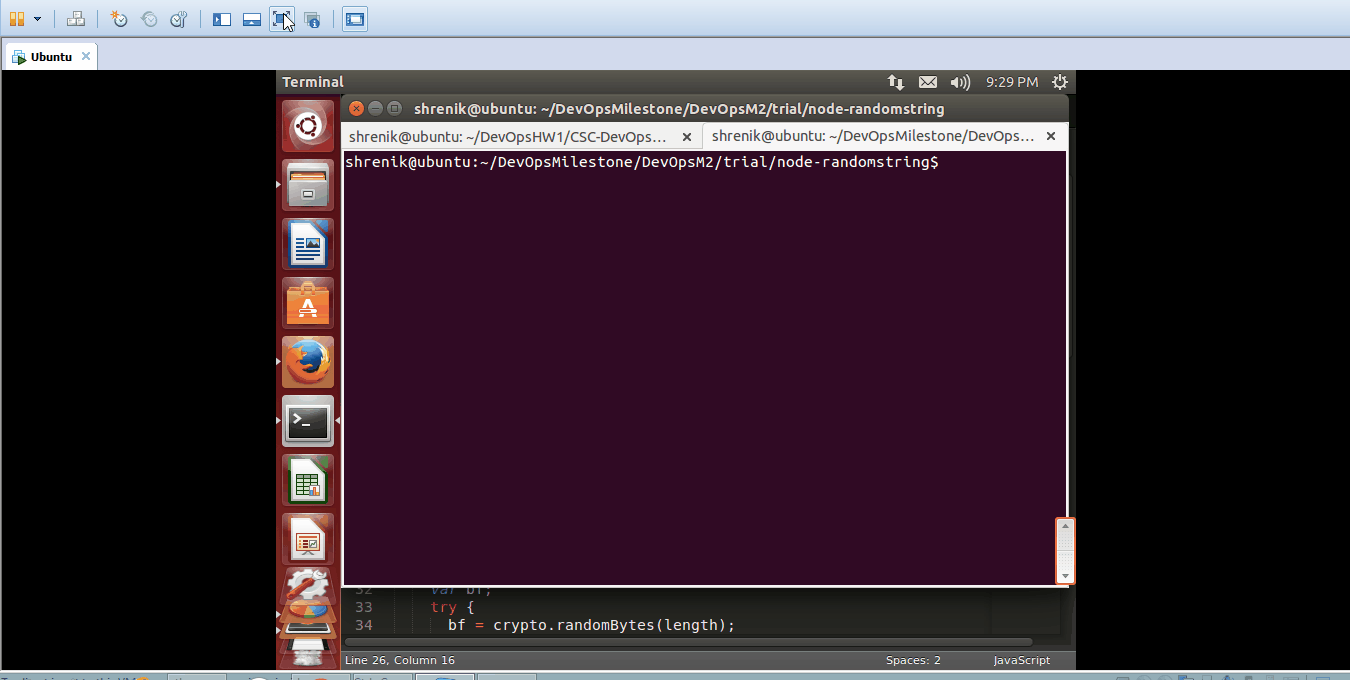 Ubuntu
Terminal
9:29 PM
shrenik@ubuntu: ~/DevOpsMilestone/DevOpsM2/trial/node-randomstring
shrenik@ubuntu: ~/DevOpsHW1/CSC-DevOps...
shrenik@ubuntu: ~/DevOpsMilestone/DevOps...
shrenik@ubuntu:~/DevOpsMilestone/DevOpsM2/trial/node-randomstring$
32 var bf;
33 try {
34 bf = crypto.randomBytes(length);
Line 26, Column 16
Spaces: 2
JavaScript